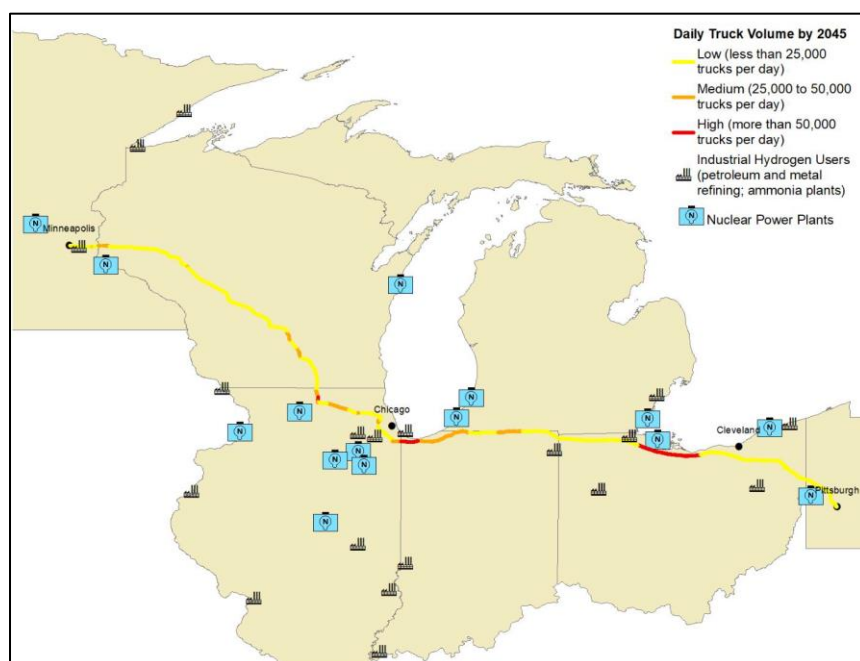 Daily Truck Volume by 2045
Low (less than 25,000
trucks per day)
Medium (25,000 to 50,000
trucks per day)
High (more than 50,000
trucks per day)
Industrial Hydrogen Users
(petroleum and metal
refining; ammonia plants)
N Nuclear Power Plants
N
Minneapolis
N
N
N
N
Chicago
N
N
N
Cleveland
N
N
N
N
N
N
Pittsburgh
N